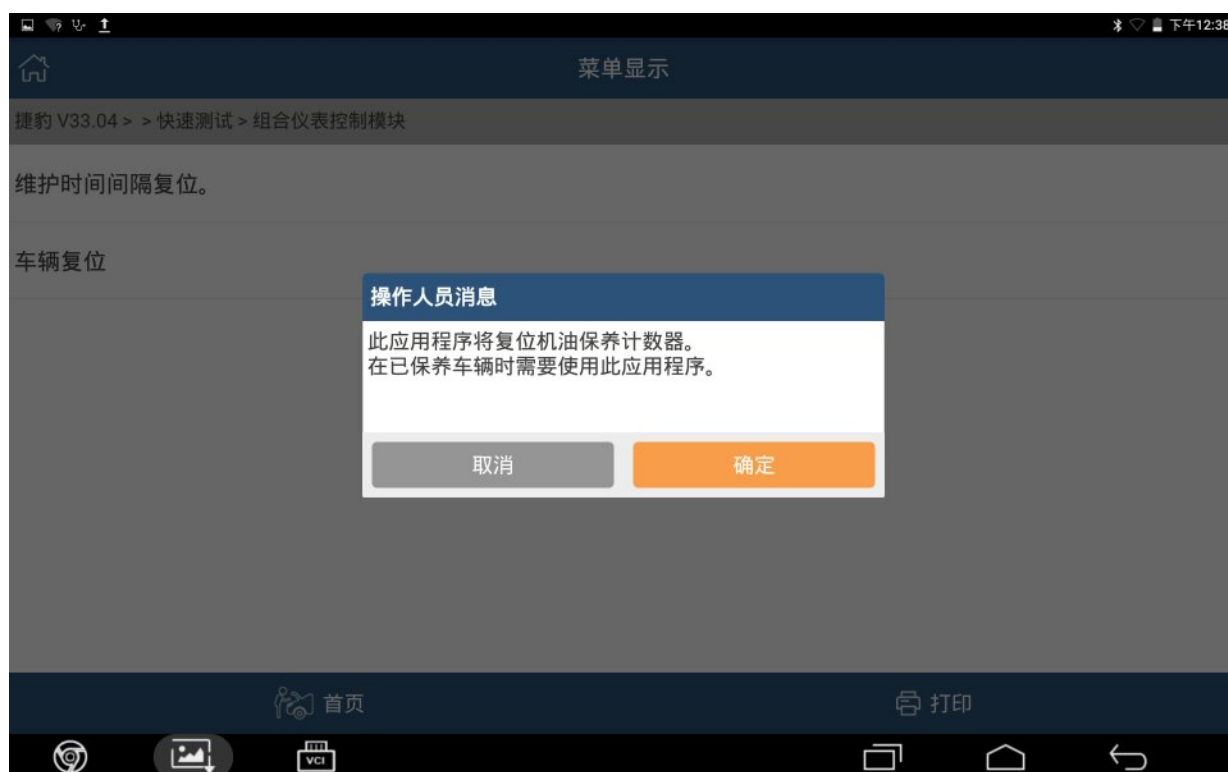 下午12:38
菜单显示
捷豹 V33.04 > > 快速测试 > 组合仪表控制模块
维护时间间隔复位。
车辆复位
操作人员消息
此应用程序将复位机油保养计数器。
在已保养车辆时需要使用此应用程序。
取消
确定
首页
打印
VCI